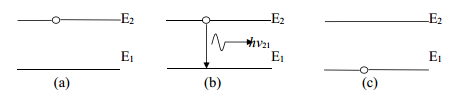 E₂ E₂ E₂
hν₂₁
E₁ E₁ E₁
(a) (b) (c)